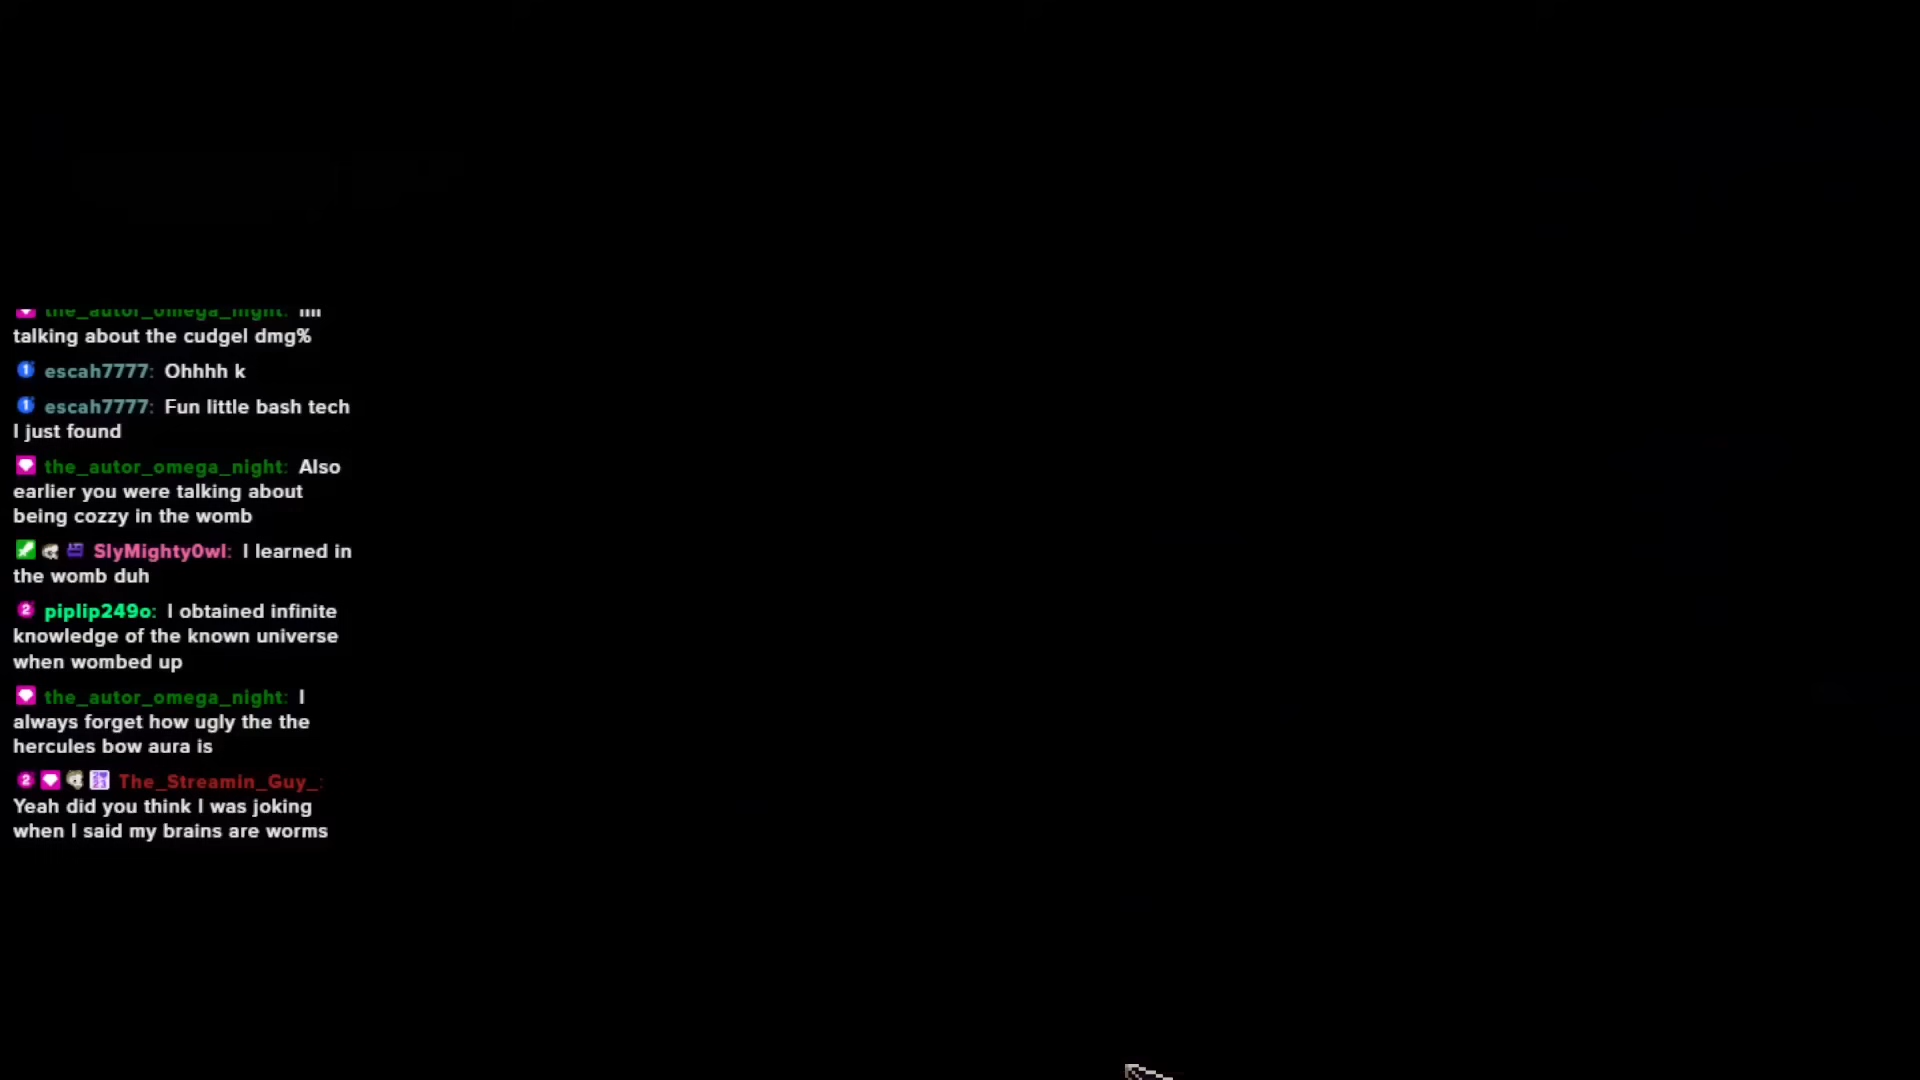 the_autor_omega_night: Im
talking about the cudgel dmg%
escah7777: Ohhhh k
escah7777: Fun little bash tech
I just found
the_autor_omega_night: Also
earlier you were talking about
being cozzy in the womb
SlyMighty0wl: I learned in
the womb duh
piplip249o: I obtained infinite
knowledge of the known universe
when wombed up
the_autor_omega_night: I
always forget how ugly the the
hercules bow aura is
The_Streamin_Guy_:
Yeah did you think I was joking
when I said my brains are worms